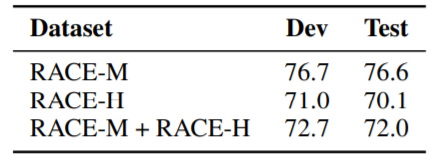 Dataset Dev Test
RACE-M 76.7 76.6
RACE-H 71.0 70.1
RACE-M + RACE-H 72.7 72.0